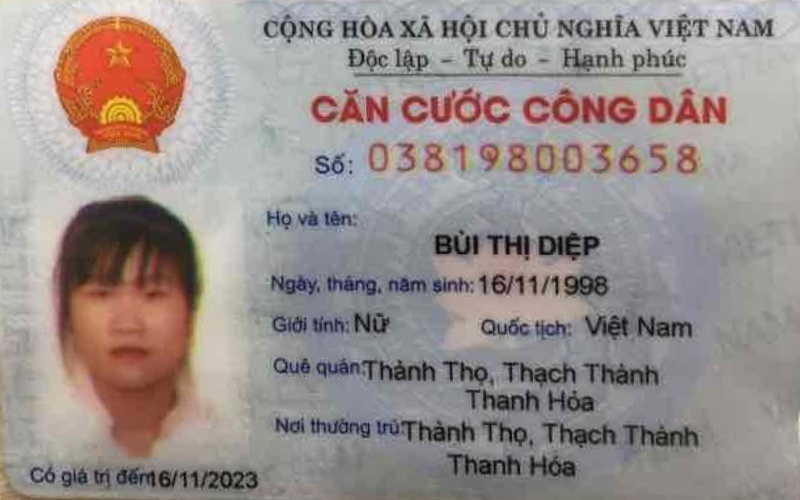 CỘNG HÒA XÃ HỘI CHỦ NGHĨA VIỆT NAM
Độc lập - Tự do - Hạnh phúc
CĂN CƯỚC CÔNG DÂN
Số: 038198003658
Họ và tên:
BÙI THỊ DIỆP
Ngày, tháng, năm sinh: 16/11/1998
Giới tính: Nữ Quốc tịch: Việt Nam
Quê quán: Thành Thọ, Thạch Thành
Thanh Hóa
Nơi thường trú: Thành Thọ, Thạch Thành
Thanh Hóa
Có giá trị đến: 16/11/2023